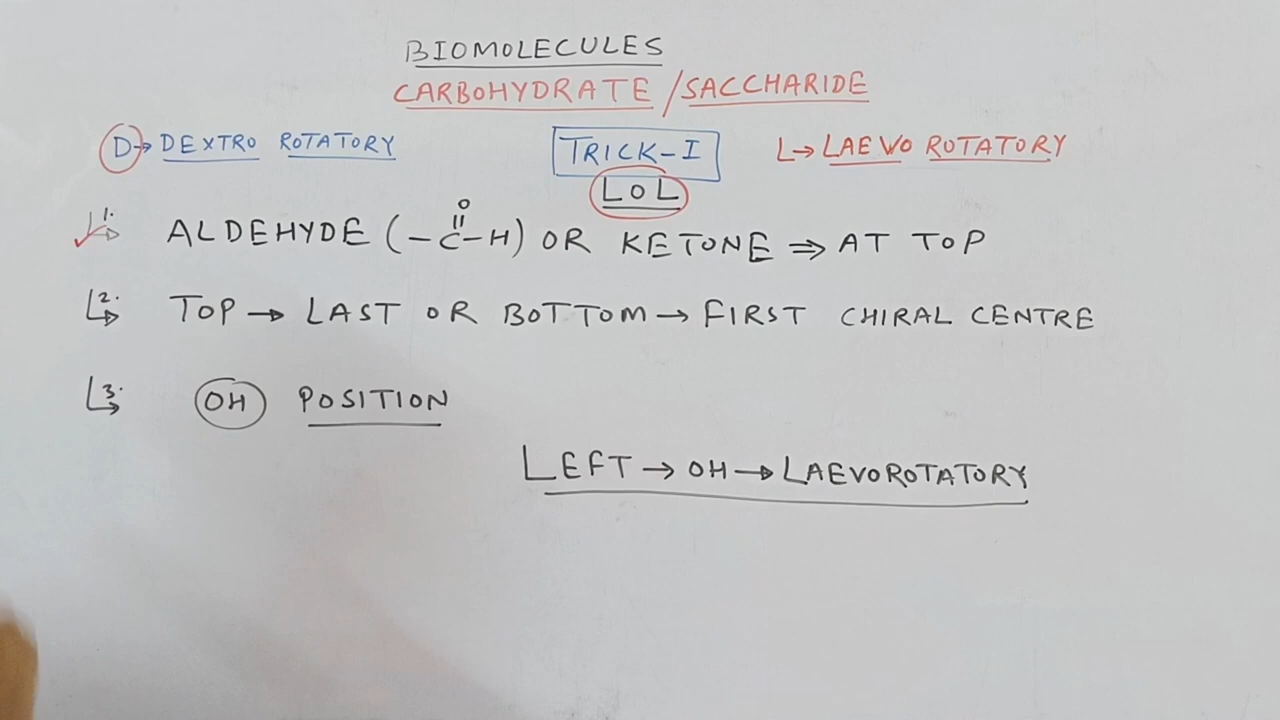 BIOMOLECULES
CARBOHYDRATE/SACCHARIDE
D→ DEXTRO ROTATORY TRICK-I L→ LAEVO ROTATORY
LOL
1. ALDEHYDE (-C-H) OR KETONE ⇒ AT TOP
O
2. TOP → LAST OR BOTTOM → FIRST CHIRAL CENTRE
3. OH POSITION
LEFT → OH → LAEVOROTATORY